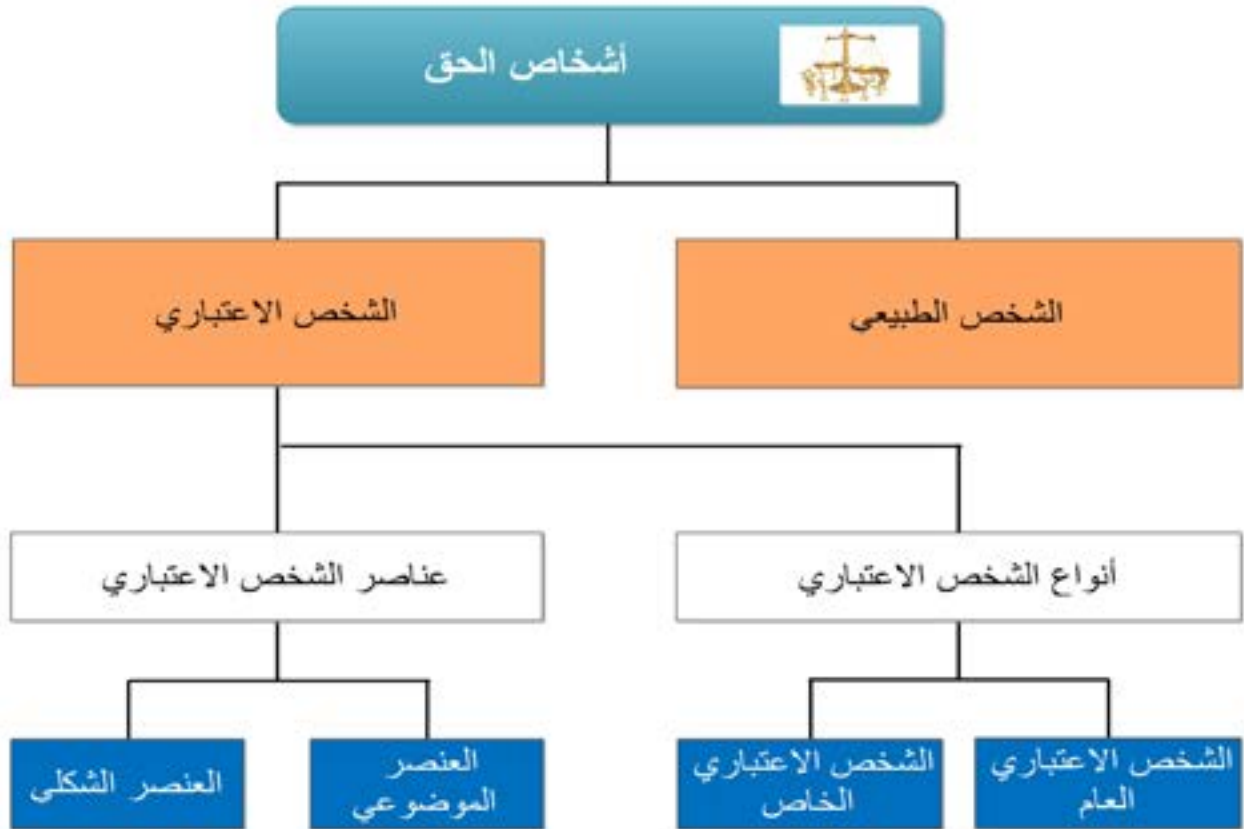 أشخاص الحق
الشخص الطبيعي
الشخص الاعتباري
أنواع الشخص الاعتباري
عناصر الشخص الاعتباري
الشخص الاعتباري
العام
الشخص الاعتباري
الخاص
العنصر
الموضوعي
العنصر الشكلي